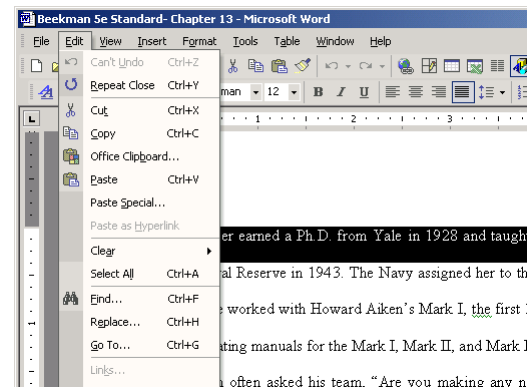 Beekman 5e Standard- Chapter 13 - Microsoft Word
File Edit View Insert Format Tools Table Window Help
Can't Undo Ctrl+Z
Repeat Close Ctrl+Y
man 12 B I U
Cut Ctrl+X
1 2 3
Copy Ctrl+C
Office Clipboard...
Paste Ctrl+V
Paste Special...
Paste as Hyperlink
er earned a Ph.D. from Yale in 1928 and taugh
Clear
Select All Ctrl+A
al Reserve in 1943. The Navy assigned her to th
Find... Ctrl+F
worked with Howard Aiken's Mark I, the first
Replace... Ctrl+H
Go To... Ctrl+G
ating manuals for the Mark I, Mark II, and Mark
Links...
often asked his team, "Are you making any n